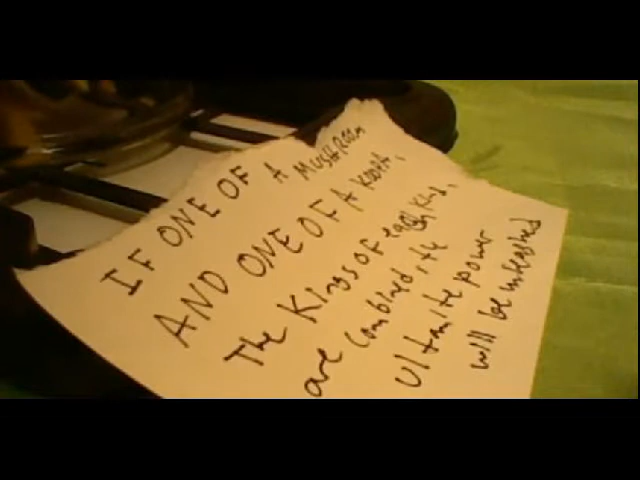 IF ONE OF A MUSHROOM
AND ONE OF A KOOPA,
The Kings of each kind,
are combined, the
ultamite power
will be unleashed